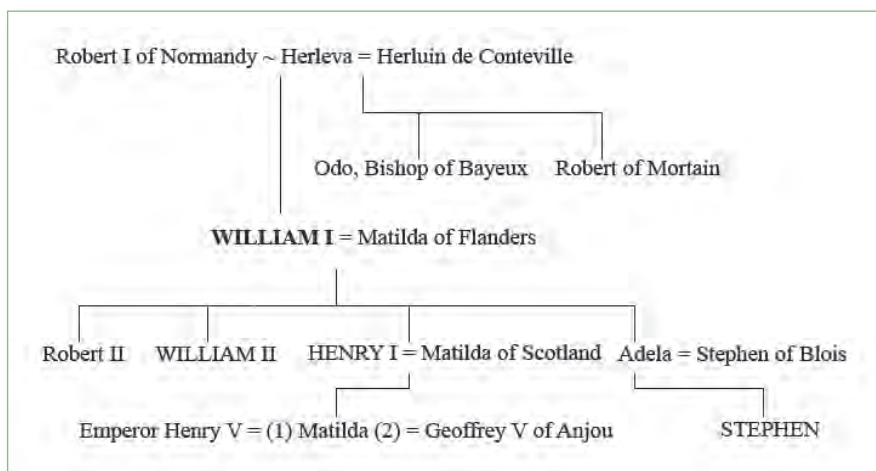 Robert I of Normandy ~ Herleva = Herluin de Conteville
Odo, Bishop of Bayeux Robert of Mortain
WILLIAM I = Matilda of Flanders
Robert II WILLIAM II HENRY I = Matilda of Scotland Adela = Stephen of Blois
Emperor Henry V = (1) Matilda (2) = Geoffrey V of Anjou STEPHEN